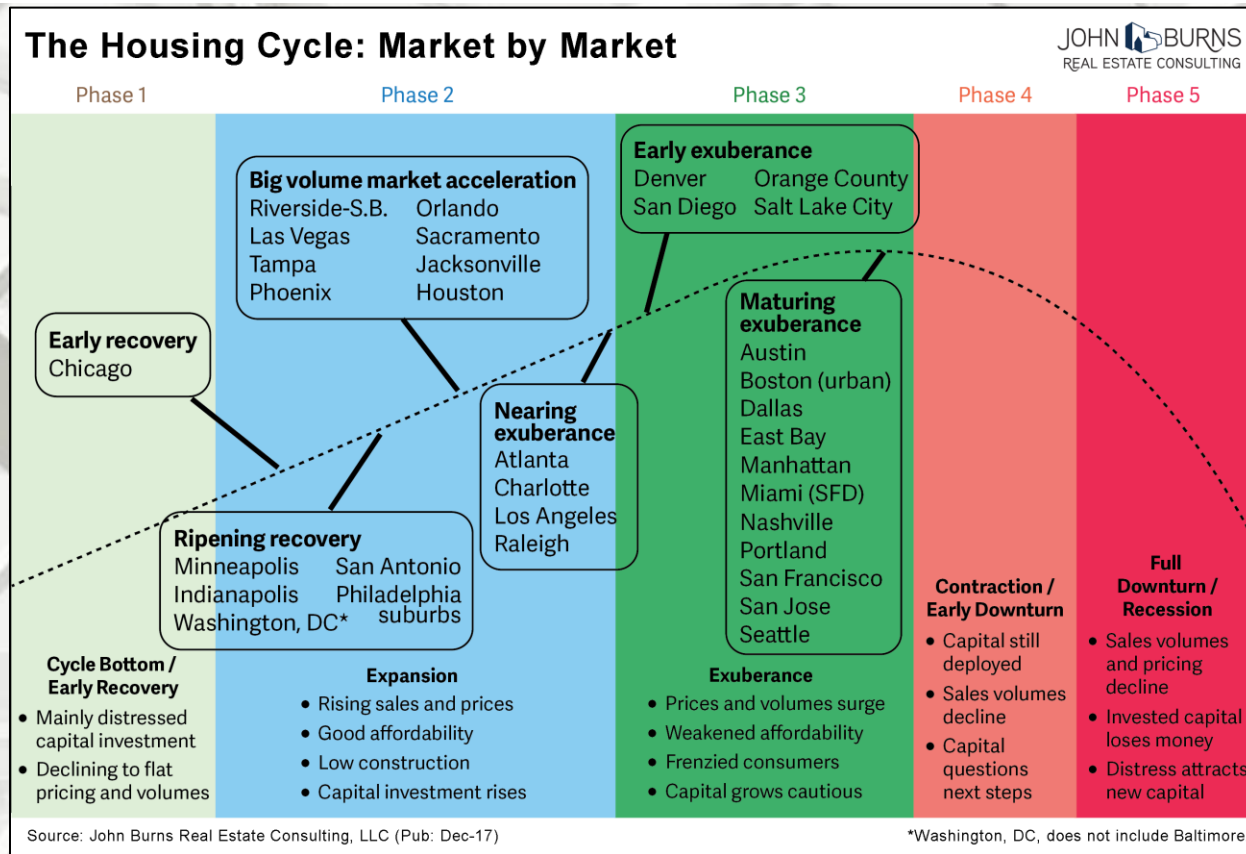 The Housing Cycle: Market by Market
JOHN BURNS
REAL ESTATE CONSULTING
Phase 1
Phase 2
Phase 3
Phase 4
Phase 5
Early recovery
Chicago
Big volume market acceleration
Riverside-S.B. Orlando
Las Vegas Sacramento
Tampa Jacksonville
Phoenix Houston
Early exuberance
Denver Orange County
San Diego Salt Lake City
Ripening recovery
Minneapolis San Antonio
Indianapolis Philadelphia
Washington, DC* suburbs
Nearing
exuberance
Atlanta
Charlotte
Los Angeles
Raleigh
Maturing
exuberance
Austin
Boston (urban)
Dallas
East Bay
Manhattan
Miami (SFD)
Nashville
Portland
San Francisco
San Jose
Seattle
Cycle Bottom /
Early Recovery
• Mainly distressed
capital investment
• Declining to flat
pricing and volumes
Expansion
• Rising sales and prices
• Good affordability
• Low construction
• Capital investment rises
Exuberance
• Prices and volumes surge
• Weakened affordability
• Frenzied consumers
• Capital grows cautious
Contraction /
Early Downturn
• Capital still
deployed
• Sales volumes
decline
• Capital
questions
next steps
Full
Downturn /
Recession
• Sales volumes
and pricing
decline
• Invested capital
loses money
• Distress attracts
new capital
Source: John Burns Real Estate Consulting, LLC (Pub: Dec-17)
*Washington, DC, does not include Baltimore